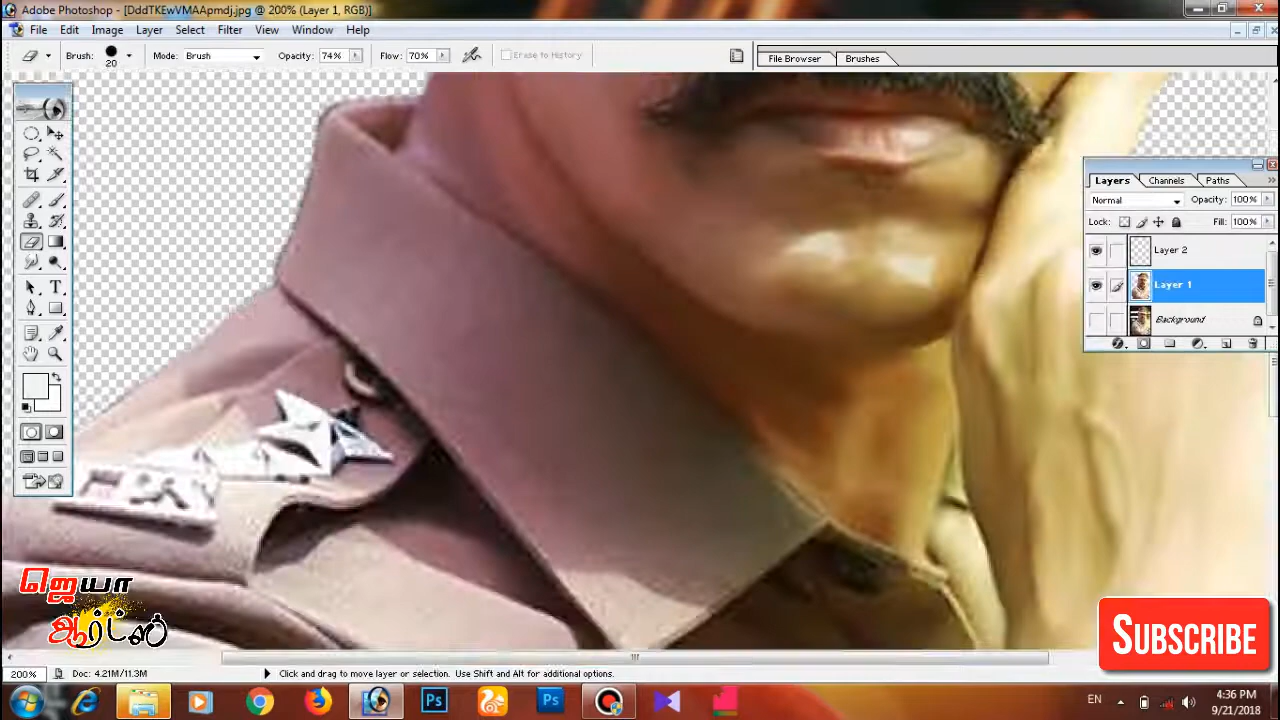 Adobe Photoshop - [DddTKEwVMAApmdj.jpg @ 200% (Layer 1, RGB)]
File Edit Image Layer Select Filter View Window Help
Brush: 20 Mode: Brush Opacity: 74% Flow: 70% Erase to History File Browser Brushes
Layers Channels Paths
Normal Opacity: 100%
Lock: Fill: 100%
Layer 2
Layer 1
Background
ஜெயா
ஆர்ட்ஸ்
SUBSCRIBE
200% Doc: 4.21M/11.3M Click and drag to move layer or selection. Use Shift and Alt for additional options.
EN 4:36 PM
9/21/2018